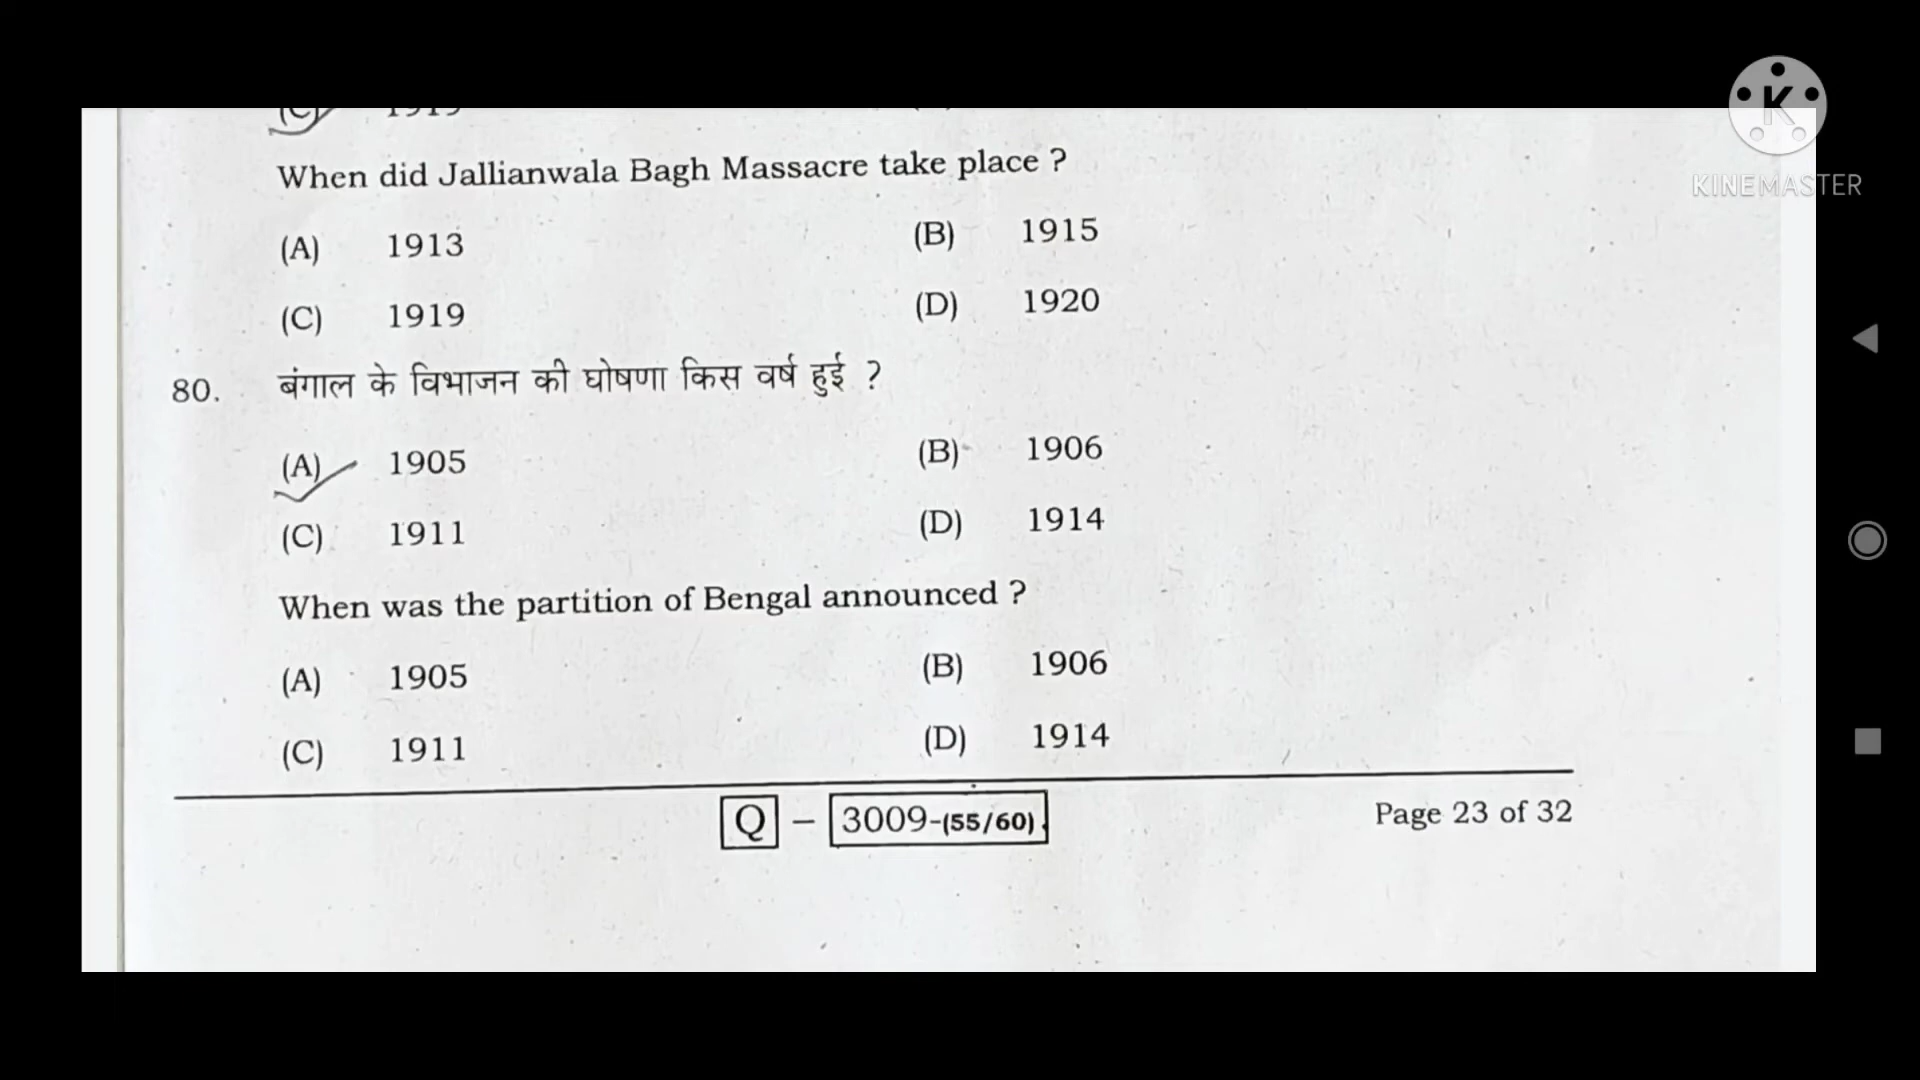 (C) 1919
When did Jallianwala Bagh Massacre take place ?
(A) 1913 (B) 1915
(C) 1919 (D) 1920
80. बंगाल के विभाजन की घोषणा किस वर्ष हुई ?
(A) 1905 (B) 1906
(C) 1911 (D) 1914
When was the partition of Bengal announced ?
(A) 1905 (B) 1906
(C) 1911 (D) 1914
Q – 3009-(55/60) Page 23 of 32
K
KINEMASTER